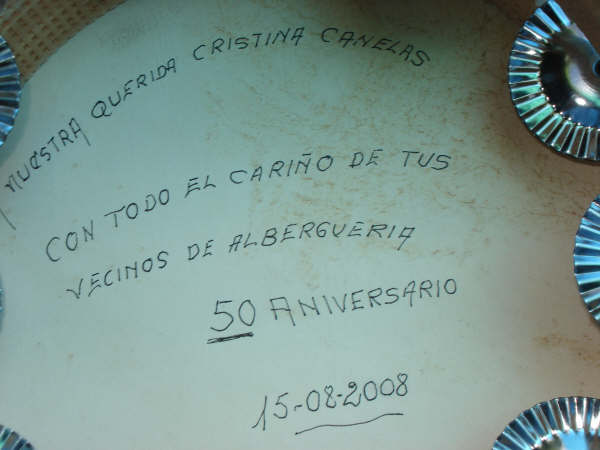 NUESTRA QUERIDA CRISTINA CANELAS
CON TODO EL CARIÑO DE TUS
VECINOS DE ALBERGUERIA
50 ANIVERSARIO
15-08-2008